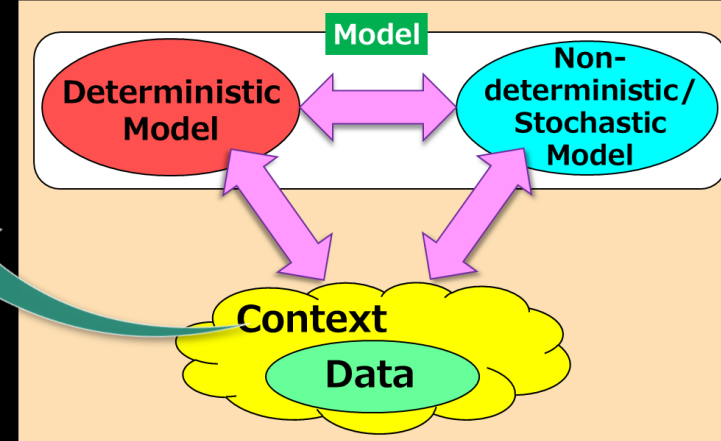 Model
Deterministic
Model
Non-
deterministic/
Stochastic
Model
Context
Data